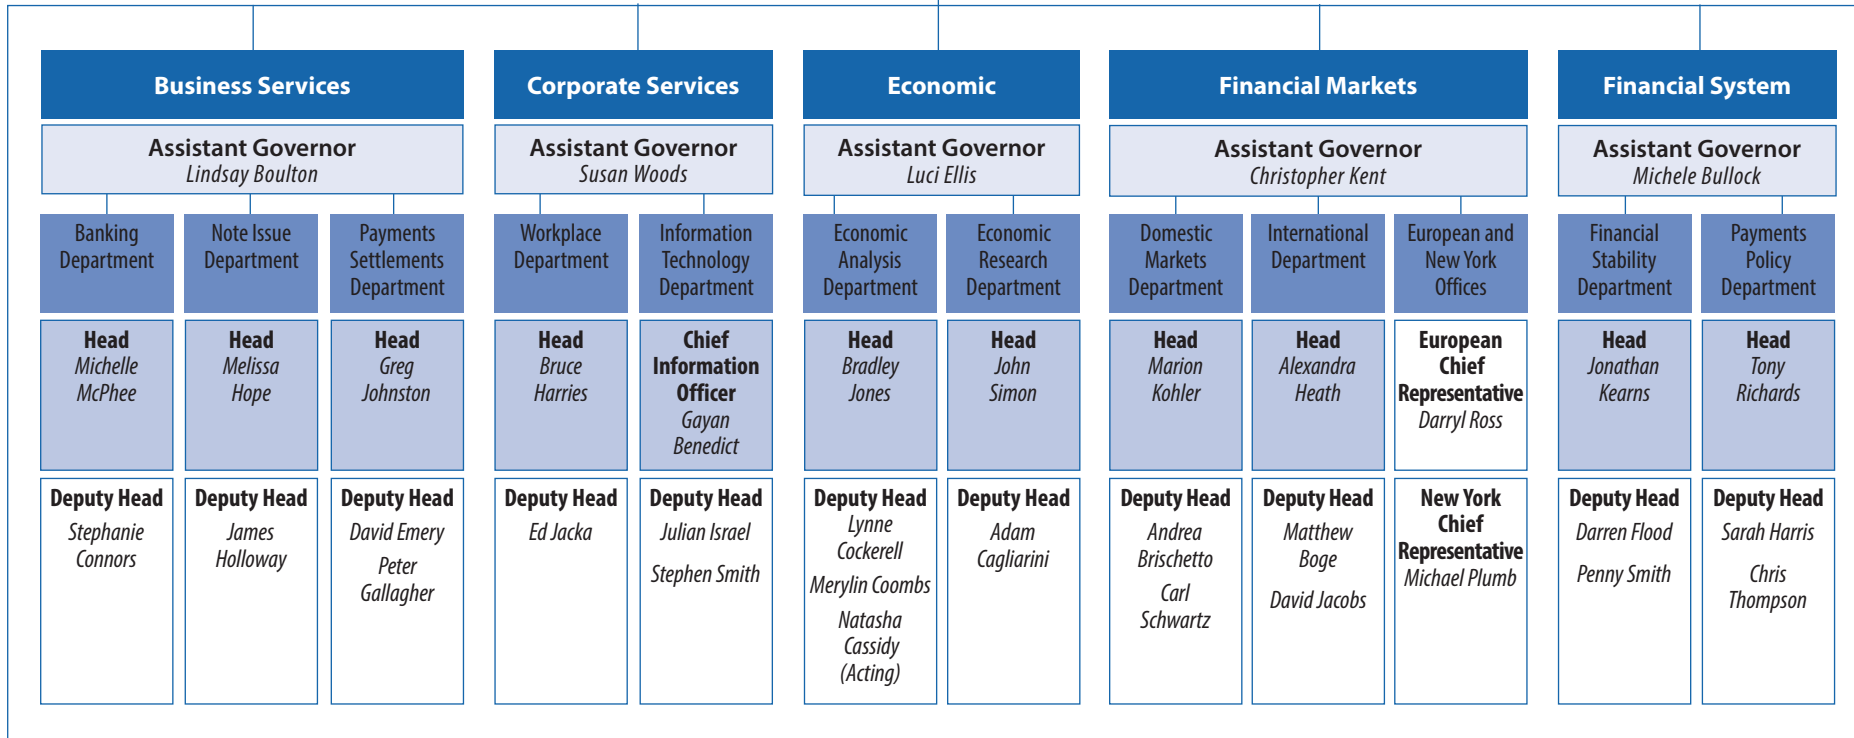 Business Services
Assistant Governor
Lindsay Boulton
Banking
Department
Head
Michelle
McPhee
Deputy Head
Stephanie
Connors
Note Issue
Department
Head
Melissa
Hope
Deputy Head
James
Holloway
Payments
Settlements
Department
Head
Greg
Johnston
Deputy Head
David Emery
Peter
Gallagher
Corporate Services
Assistant Governor
Susan Woods
Workplace
Department
Head
Bruce
Harries
Deputy Head
Ed Jacka
Information
Technology
Department
Chief
Information
Officer
Gayan
Benedict
Deputy Head
Julian Israel
Stephen Smith
Economic
Assistant Governor
Luci Ellis
Economic
Analysis
Department
Head
Bradley
Jones
Deputy Head
Lynne
Cockerell
Merylin Coombs
Natasha
Cassidy
(Acting)
Economic
Research
Department
Head
John
Simon
Deputy Head
Adam
Cagliarini
Financial Markets
Assistant Governor
Christopher Kent
Domestic
Markets
Department
Head
Marion
Kohler
Deputy Head
Andrea
Brischetto
Carl
Schwartz
International
Department
Head
Alexandra
Heath
Deputy Head
Matthew
Boge
David Jacobs
European and
New York
Offices
European
Chief
Representative
Darryl Ross
New York
Chief
Representative
Michael Plumb
Financial System
Assistant Governor
Michele Bullock
Financial
Stability
Department
Head
Jonathan
Kearns
Deputy Head
Darren Flood
Penny Smith
Payments
Policy
Department
Head
Tony
Richards
Deputy Head
Sarah Harris
Chris
Thompson